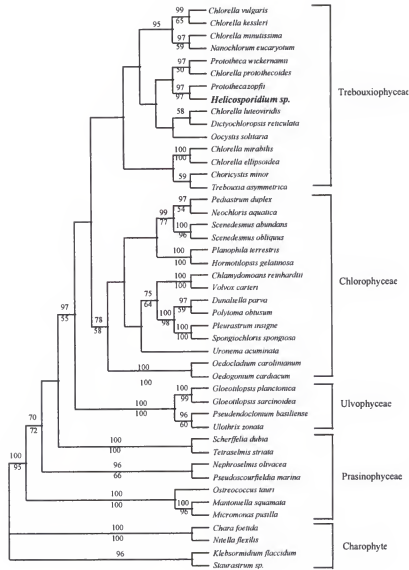 Chlorella vulgaris
Chlorella kessleri
Chlorella minutissima
Nanochlorum eucaryotum
Prototheca wickernamii
Chlorella protothecoides
Prototheca zopfii
Helicosporidium sp.
Chlorella luteoviridis
Dictyochloropsis reticulata
Oocystis solitaria
Chlorella mirabilis
Chlorella ellipsoidea
Choricystis minor
Trebouxia asymmetrica
Trebouxiophyceae
Pediastrum duplex
Neochloris aquatica
Scenedesmus abundans
Scenedesmus obliquus
Planophila terrestris
Hormotilopsis gelatinosa
Chlamydomoans reinhardtii
Volvox carteri
Dunaliella parva
Polytoma obtusum
Pleurastrum insigne
Spongiochloris spongiosa
Uronema acuminata
Oedocladium carolinianum
Oedogonium cardiacum
Chlorophyceae
Gloeotilopsis planctonica
Gloeotilopsis sarcinoidea
Pseudendoclonium basiliense
Ulothrix zonata
Ulvophyceae
Scherffelia dubia
Tetraselmis striata
Nephroselmis olivacea
Pseudoscourfieldia marina
Ostreococcus tauri
Mantoniella squamata
Micromonas pusilla
Prasinophyceae
Chara foetida
Nitella flexilis
Klebsormidium flaccidum
Staurastrum sp.
Charophyte
99
65
95
97
59
97
50
97
97
58
100
100
59
97
54
99
77
100
96
100
100
75
64
97
59
100
98
100
100
97
55
78
58
100
100
100
99
100
100
96
60
70
72
100
100
96
66
100
95
100
100
100
96
100
100
96